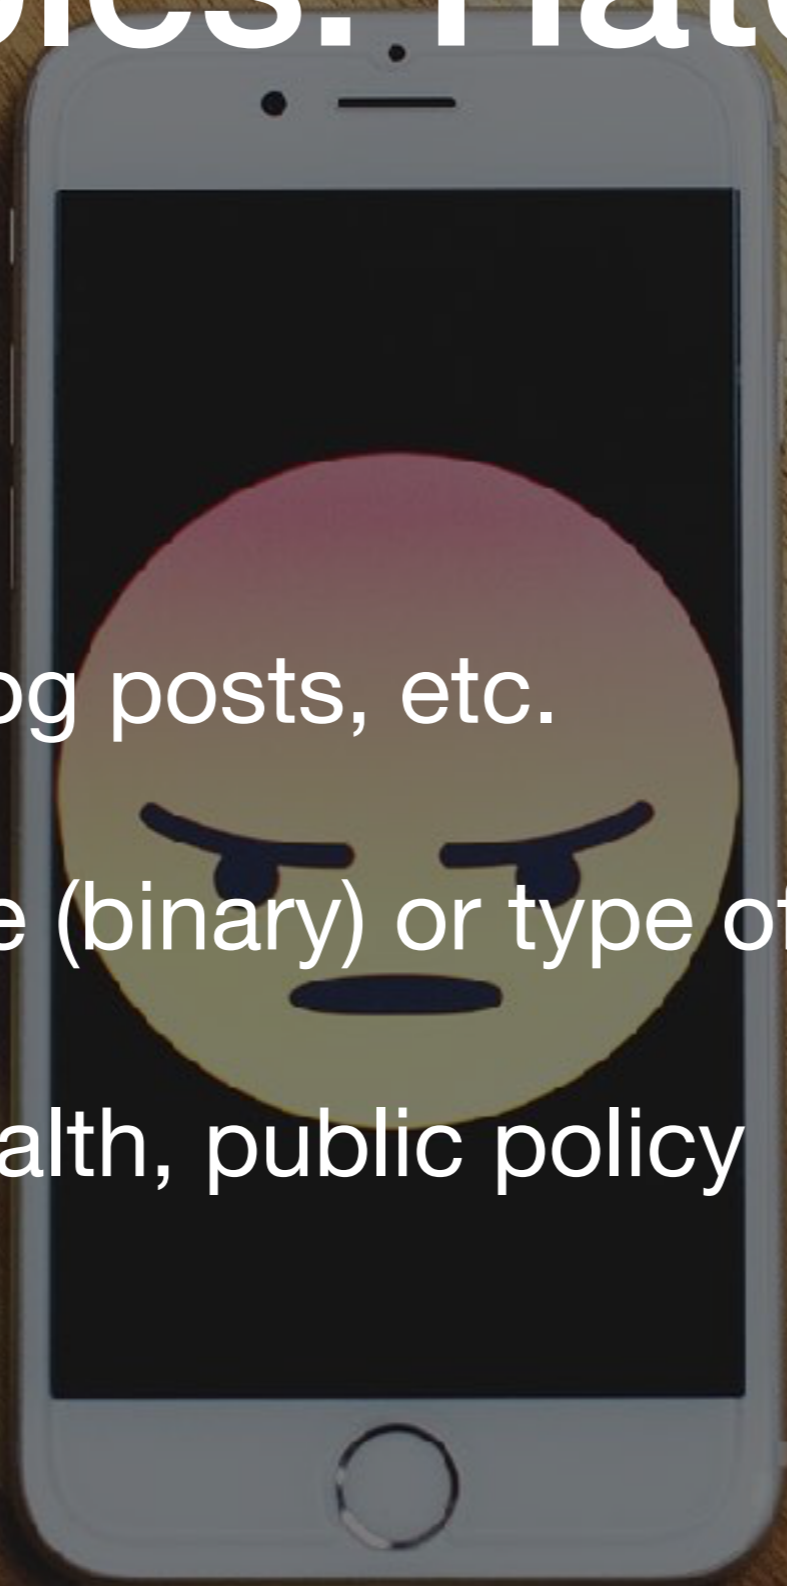 og posts, etc.
(binary) or type of
alth, public policy